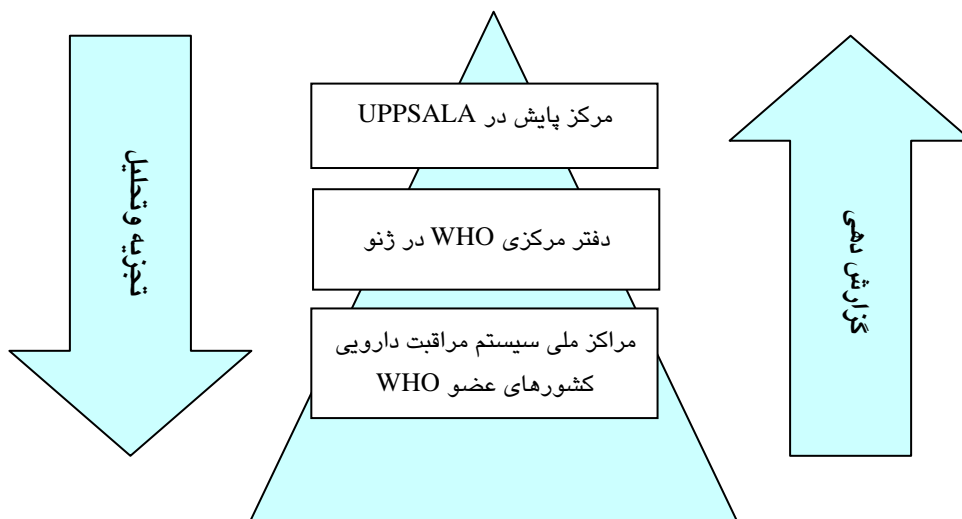 مرکز پایش در UPPSALA
دفتر مرکزی WHO در ژنو
مراکز ملی سیستم مراقبت دارویی
کشورهای عضو WHO
گزارش دهی
تجزیه وتحلیل